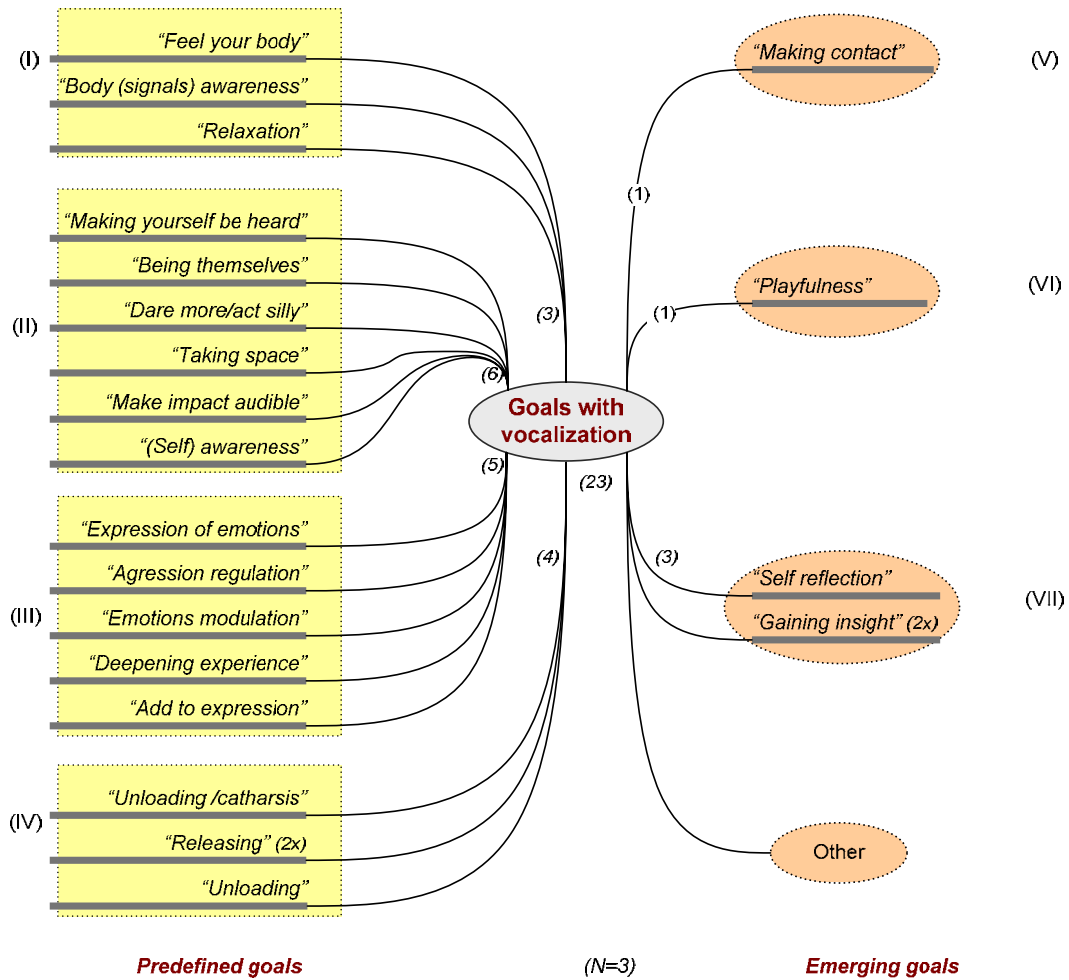 (I)
“Feel your body”
“Body (signals) awareness”
“Relaxation”
(II)
“Making yourself be heard”
“Being themselves”
“Dare more/act silly”
“Taking space”
“Make impact audible”
“(Self) awareness”
(III)
“Expression of emotions”
“Agression regulation”
“Emotions modulation”
“Deepening experience”
“Add to expression”
(IV)
“Unloading /catharsis”
“Releasing” (2x)
“Unloading”
(3)
(6)
Goals with
vocalization
(5)
(23)
(4)
(1)
“Making contact”
(V)
(1)
“Playfulness”
(VI)
(3)
“Self reflection”
“Gaining insight” (2x)
(VII)
Other
Predefined goals
(N=3)
Emerging goals